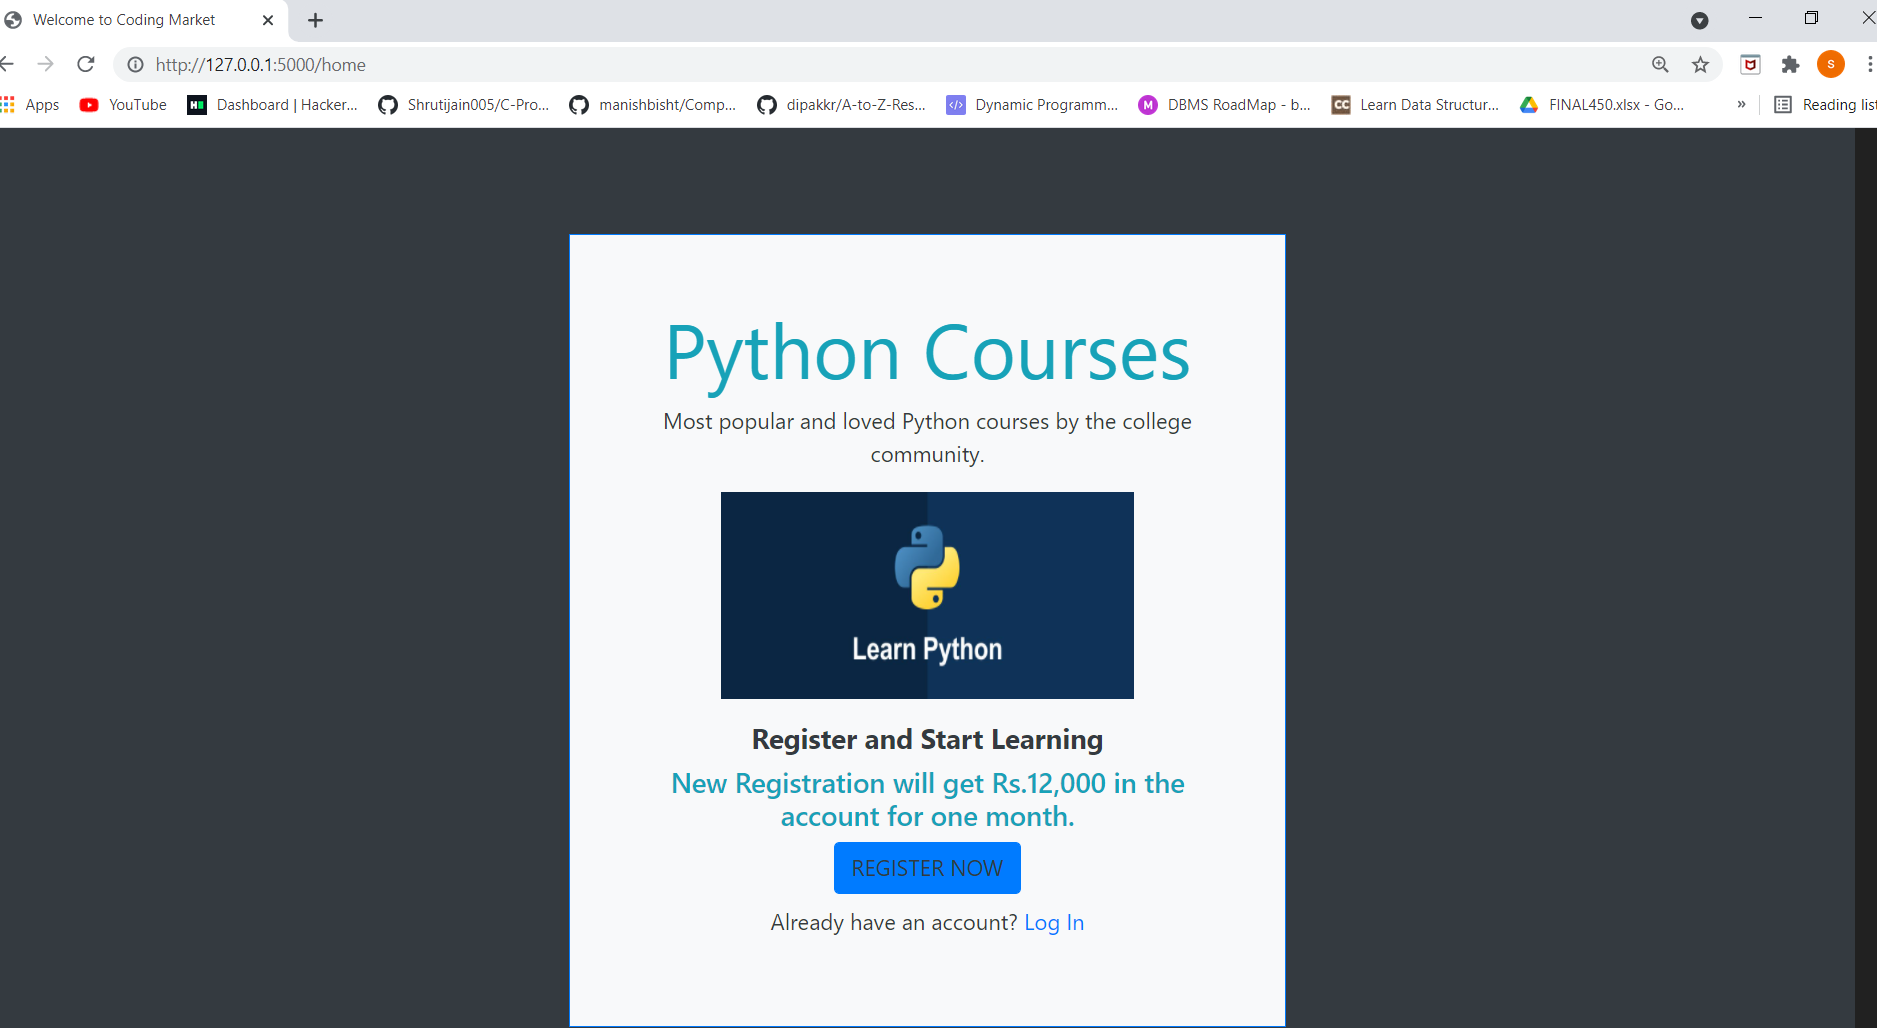 Welcome to Coding Market
http://127.0.0.1:5000/home
S
Apps
YouTube
Dashboard | Hacker...
Shrutijain005/C-Pro...
manishbisht/Comp...
dipakkr/A-to-Z-Res...
Dynamic Programm...
M
DBMS RoadMap - b...
CC
Learn Data Structur...
FINAL450.xlsx - Go...
»
Reading list
Python Courses
Most popular and loved Python courses by the college
community.
Learn Python
Register and Start Learning
New Registration will get Rs.12,000 in the
account for one month.
REGISTER NOW
Already have an account? Log In